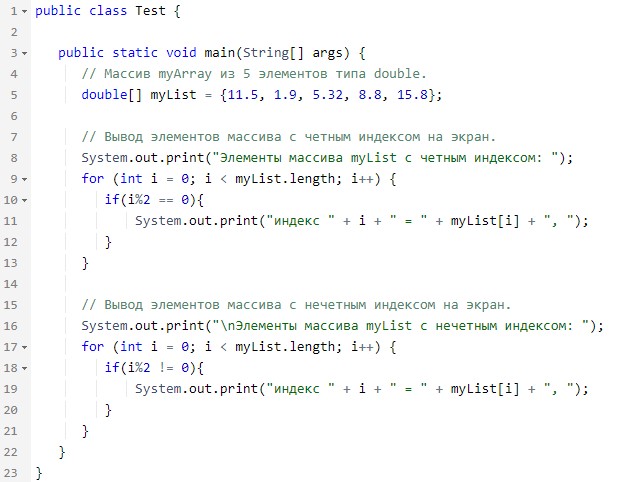 1 public class Test {
2
3 public static void main(String[] args) {
4 // Массив myArray из 5 элементов типа double.
5 double[] myList = {11.5, 1.9, 5.32, 8.8, 15.8};
6
7 // Вывод элементов массива с четным индексом на экран.
8 System.out.print("Элементы массива myList с четным индексом: ");
9 for (int i = 0; i < myList.length; i++) {
10 if(i%2 == 0){
11 System.out.print("индекс " + i + " = " + myList[i] + ", ");
12 }
13 }
14
15 // Вывод элементов массива с нечетным индексом на экран.
16 System.out.print("\nЭлементы массива myList с нечетным индексом: ");
17 for (int i = 0; i < myList.length; i++) {
18 if(i%2 != 0){
19 System.out.print("индекс " + i + " = " + myList[i] + ", ");
20 }
21 }
22 }
23 }